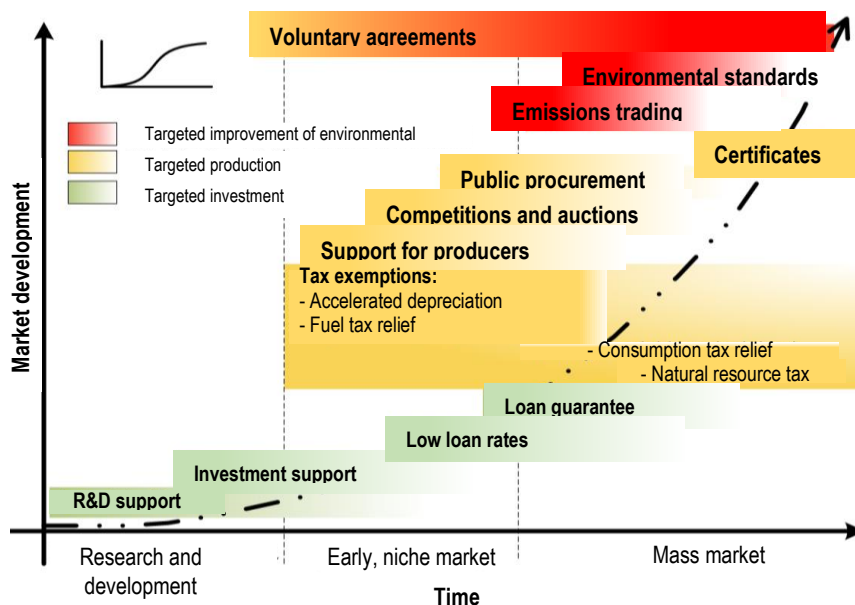 Voluntary agreements
Environmental standards
Emissions trading
Targeted improvement of environmental
Targeted production
Targeted investment
Certificates
Public procurement
Competitions and auctions
Support for producers
Tax exemptions:
- Accelerated depreciation
- Fuel tax relief
- Consumption tax relief
- Natural resource tax
Loan guarantee
Low loan rates
Investment support
R&D support
Market development
Research and
development
Early, niche market
Mass market
Time